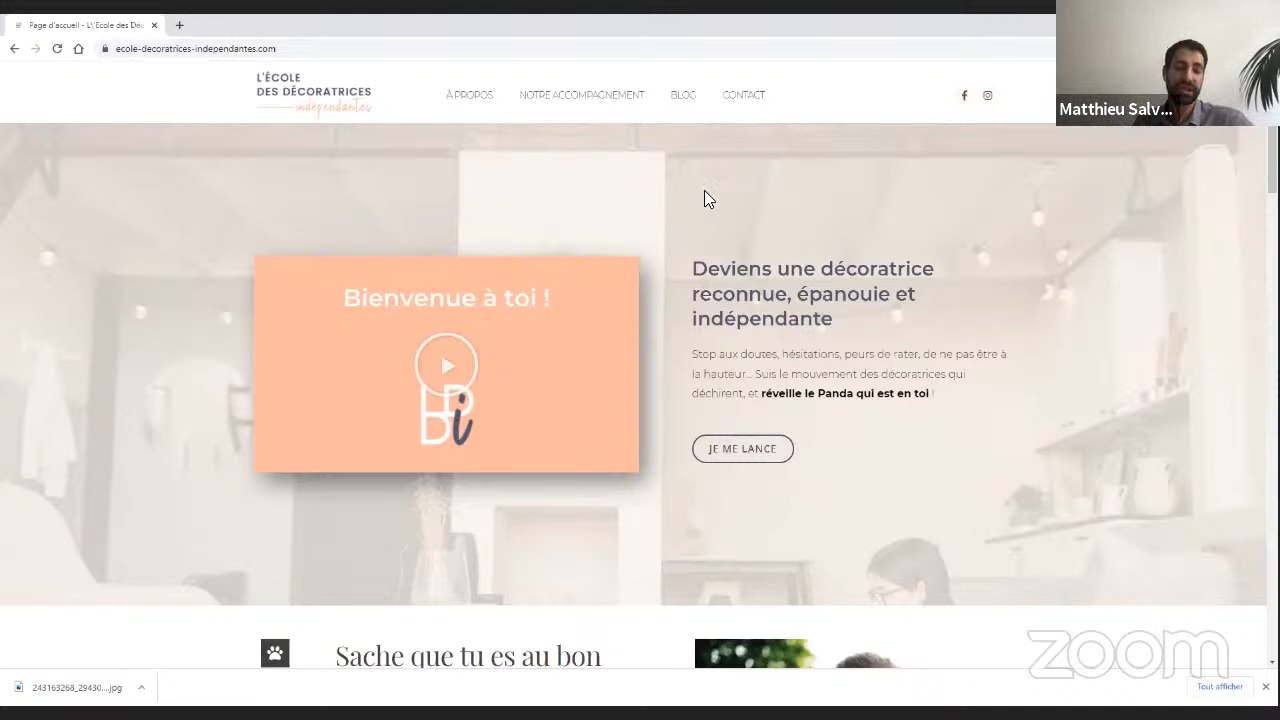 Page d'accueil - L\'Ecole des Déc
ecole-decoratrices-independantes.com
L'ÉCOLE
DES DÉCORATRICES
indépendantes
À PROPOS
NOTRE ACCOMPAGNEMENT
BLOG
CONTACT
Matthieu Salv...
Bienvenue à toi !
Di
Deviens une décoratrice
reconnue, épanouie et
indépendante
Stop aux doutes, hésitations, peurs de rater, de ne pas être à
la hauteur... Suis le mouvement des décoratrices qui
déchirent, et réveille le Panda qui est en toi !
JE ME LANCE
Sache que tu es au bon
zoom
243163268_29430....jpg
Tout afficher